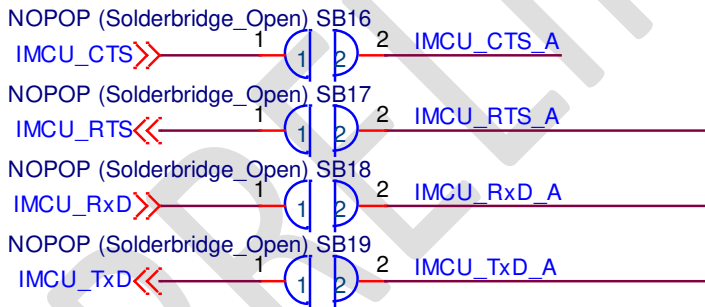 NOPOP (Solderbridge_Open) SB16
IMCU_CTS 1 1 2 2 IMCU_CTS_A
NOPOP (Solderbridge_Open) SB17
IMCU_RTS 1 1 2 2 IMCU_RTS_A
NOPOP (Solderbridge_Open) SB18
IMCU_RxD 1 1 2 2 IMCU_RxD_A
NOPOP (Solderbridge_Open) SB19
IMCU_TxD 1 1 2 2 IMCU_TxD_A